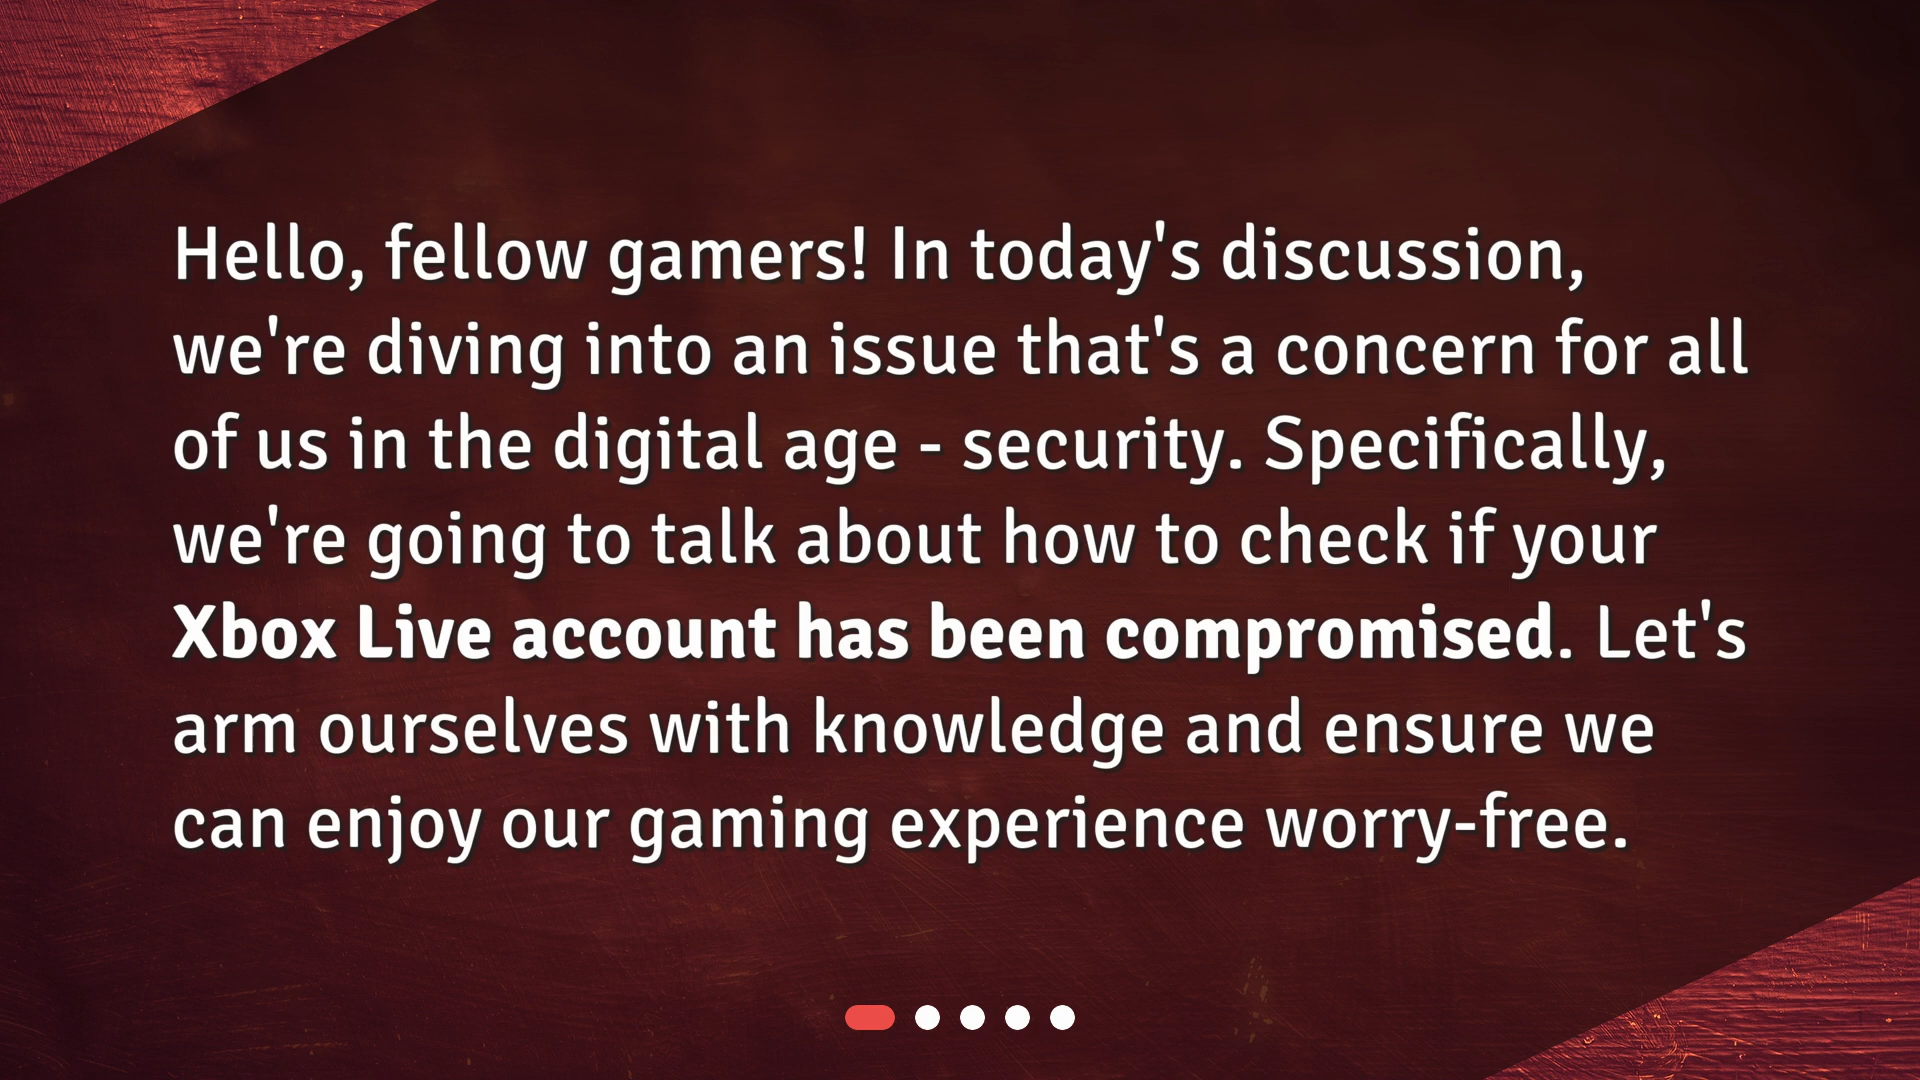 Hello, fellow gamers! In today's discussion,
we're diving into an issue that's a concern for all
of us in the digital age - security. Specifically,
we're going to talk about how to check if your
Xbox Live account has been compromised. Let's
arm ourselves with knowledge and ensure we
can enjoy our gaming experience worry-free.